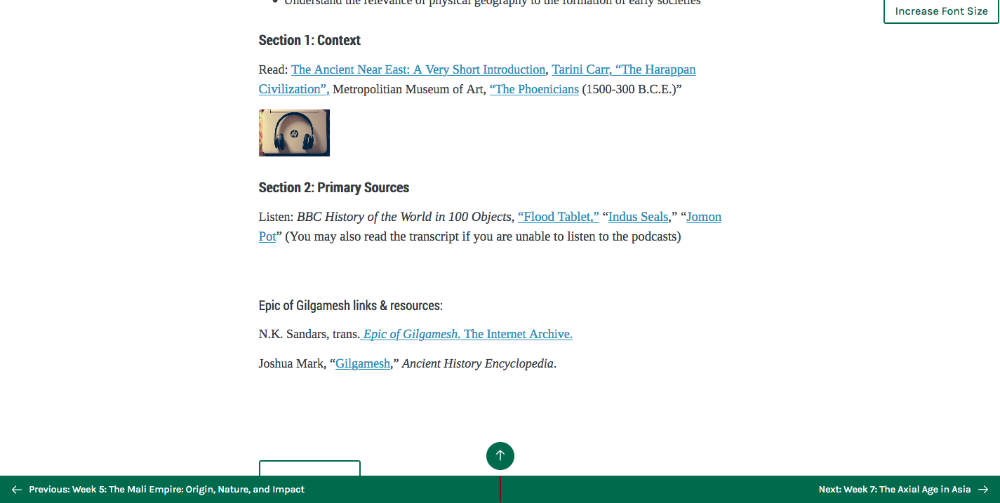 Understand the relevance of physical geography to the formation of early societies
Increase Font Size
Section 1: Context
Read: The Ancient Near East: A Very Short Introduction, Tarini Carr, “The Harappan
Civilization”, Metropolitian Museum of Art, “The Phoenicians (1500-300 B.C.E.)”
hp
Section 2: Primary Sources
Listen: BBC History of the World in 100 Objects, “Flood Tablet,” “Indus Seals,” “Jomon
Pot” (You may also read the transcript if you are unable to listen to the podcasts)
Epic of Gilgamesh links & resources:
N.K. Sandars, trans. Epic of Gilgamesh. The Internet Archive.
Joshua Mark, “Gilgamesh,” Ancient History Encyclopedia.
Previous: Week 5: The Mali Empire: Origin, Nature, and Impact
Next: Week 7: The Axial Age in Asia